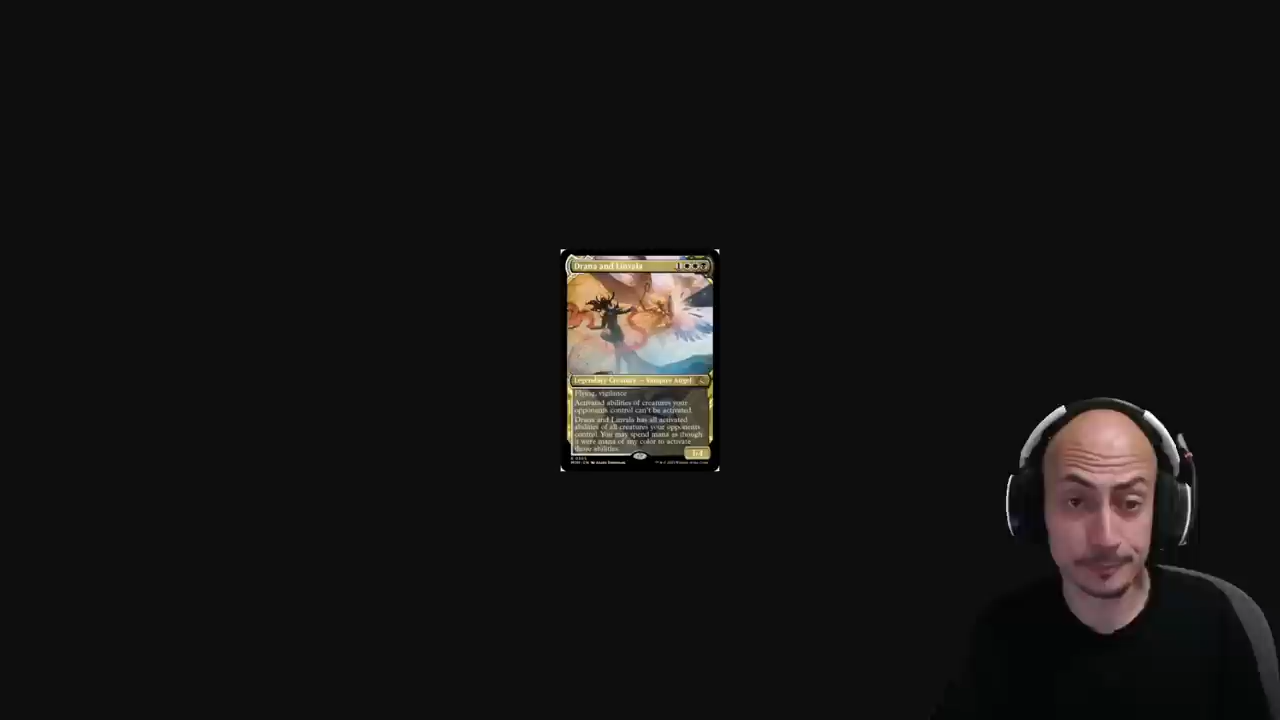 Drana and Linvala
Legendary Creature — Vampire Angel
Flying, vigilance
Activated abilities of creatures your
opponents control can't be activated.
Drana and Linvala has all activated
abilities of all creatures your opponents
control. You may spend mana as though
it were mana of any color to activate
those abilities.
3/4